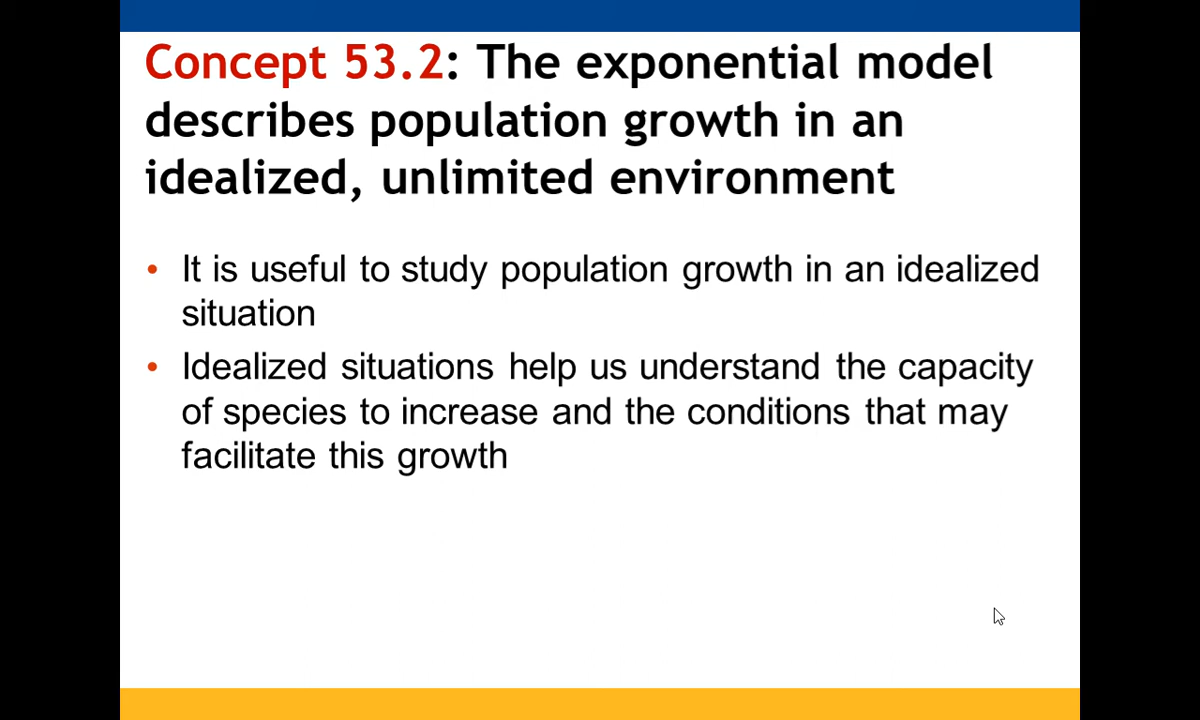 Concept 53.2: The exponential model
describes population growth in an
idealized, unlimited environment
• It is useful to study population growth in an idealized
situation
• Idealized situations help us understand the capacity
of species to increase and the conditions that may
facilitate this growth